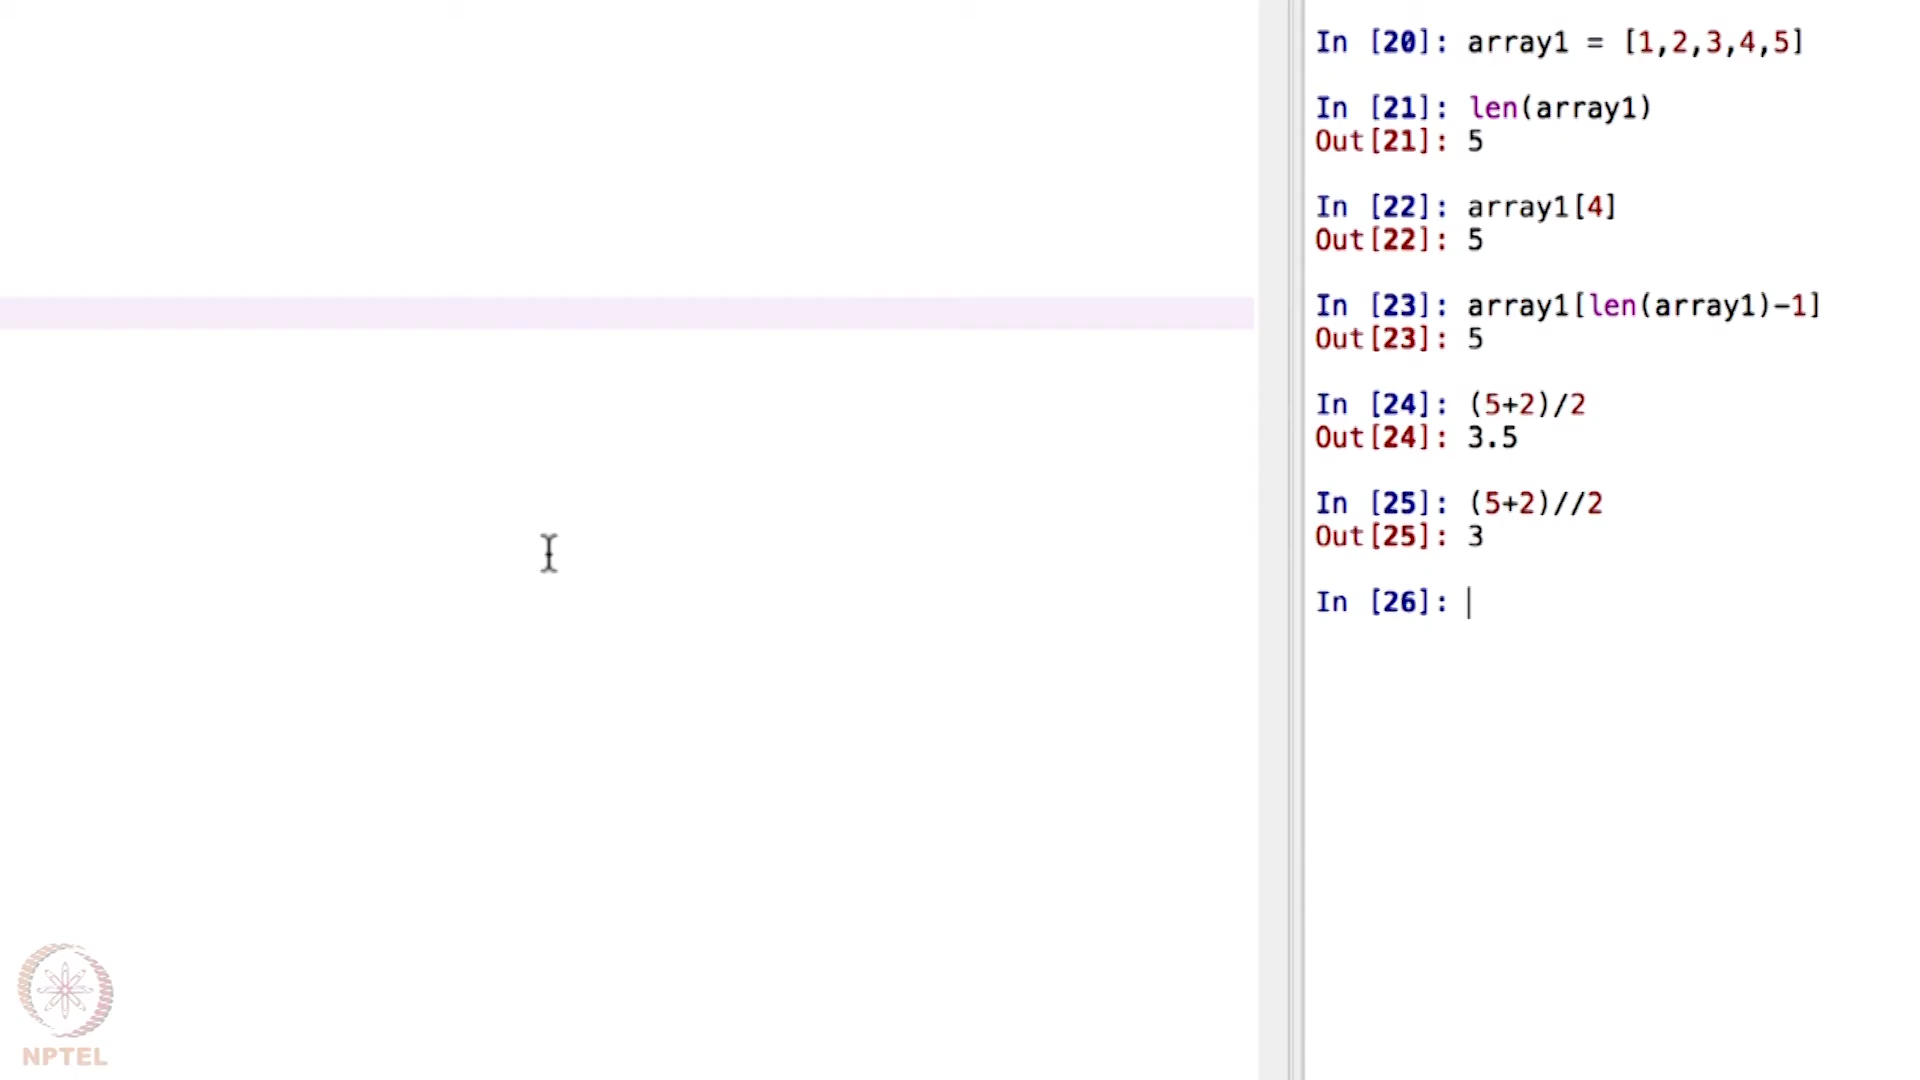 In [20]: array1 = [1,2,3,4,5]
In [21]: len(array1)
Out[21]: 5
In [22]: array1[4]
Out[22]: 5
In [23]: array1[len(array1)-1]
Out[23]: 5
In [24]: (5+2)/2
Out[24]: 3.5
In [25]: (5+2)//2
Out[25]: 3
In [26]:
NPTEL